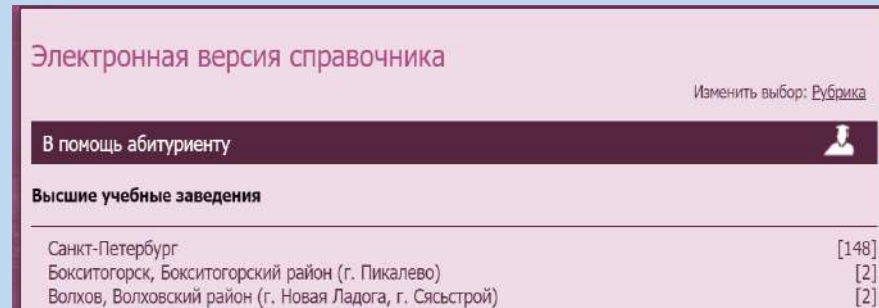 Электронная версия справочника
Изменить выбор: Рубрика
В помощь абитуриенту
Высшие учебные заведения
Санкт-Петербург [148]
Бокситогорск, Бокситогорский район (г. Пикалево) [2]
Волхов, Волховский район (г. Новая Ладога, г. Сясьстрой) [2]